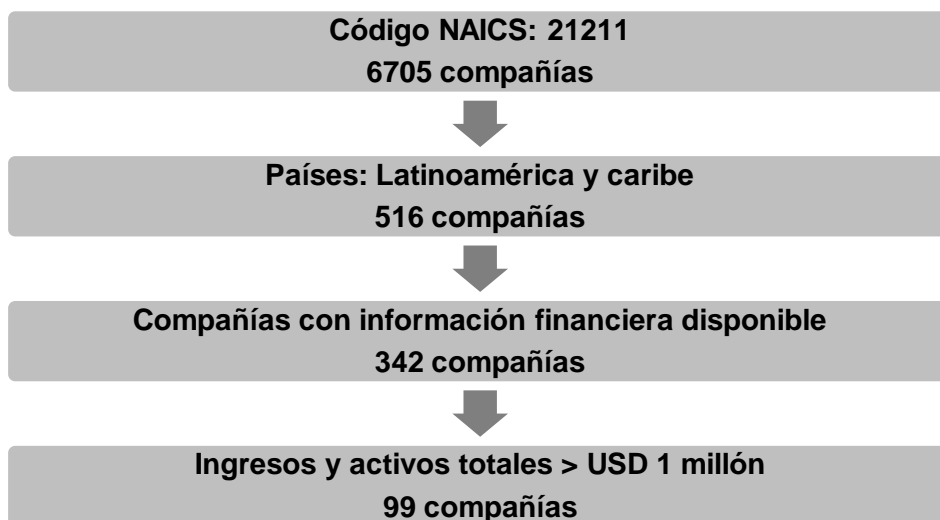 Código NAICS: 21211
6705 compañías
Países: Latinoamérica y caribe
516 compañías
Compañías con información financiera disponible
342 compañías
Ingresos y activos totales > USD 1 millón
99 compañías